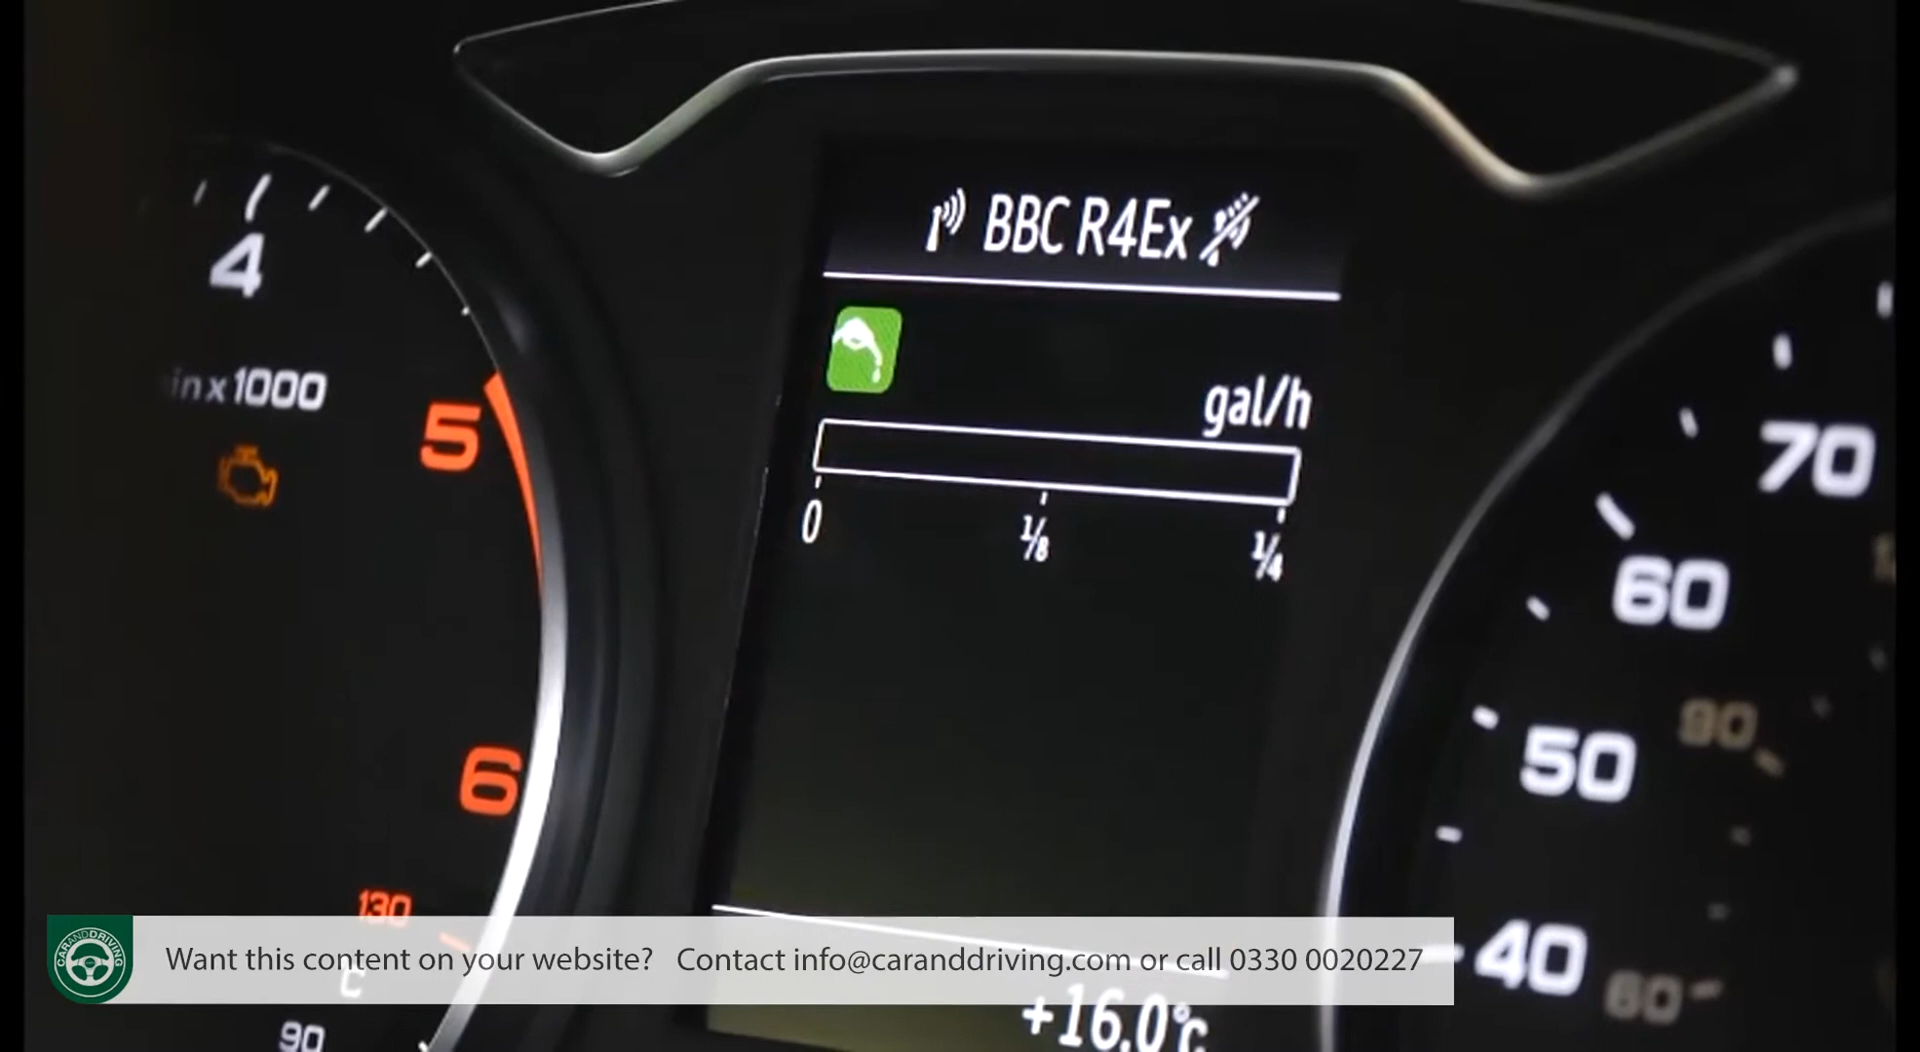 BBC R4Ex
4
in x 1000
5
gal/h
0 1/8 1/4
6
130
C
90
70
60
50
90
40
60
+16.0°C
CAR AND DRIVING
Want this content on your website? Contact info@caranddriving.com or call 0330 0020227